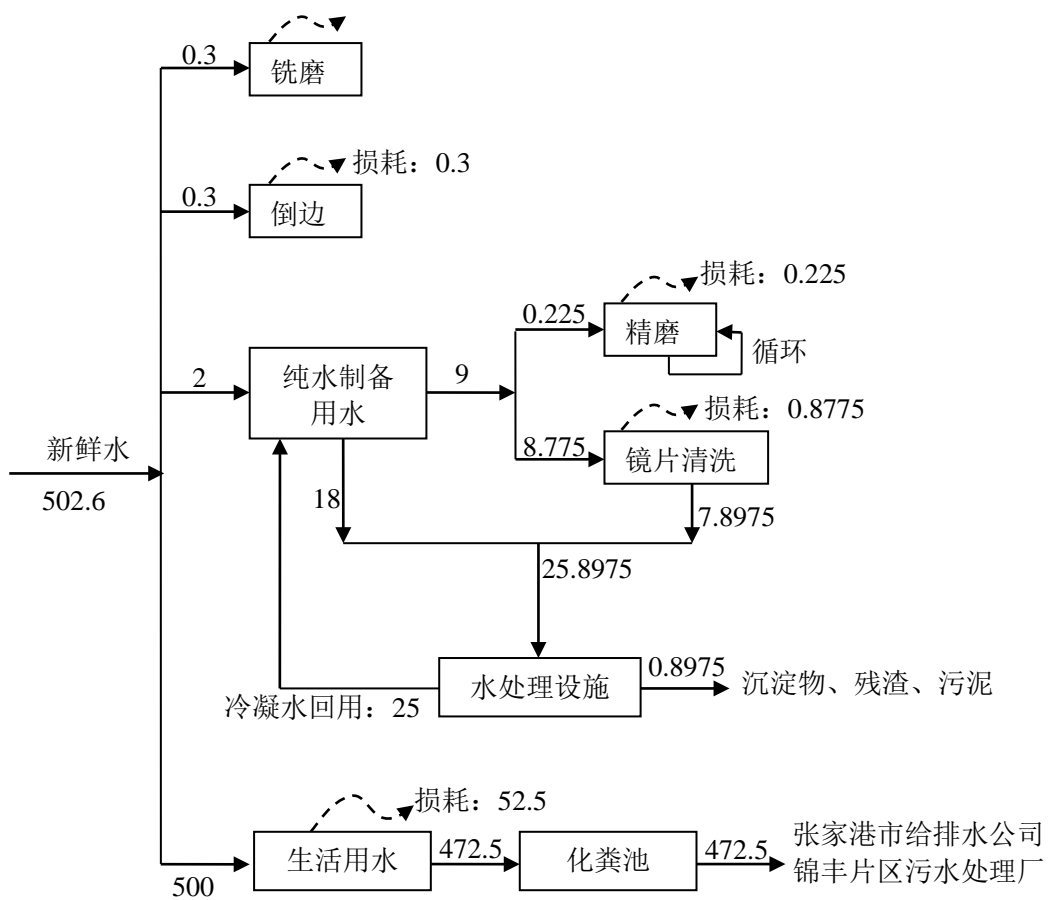 0.3
铣磨
损耗：0.3
0.3
倒边
损耗：0.225
0.225
精磨
循环
2
纯水制备
用水
9
损耗：0.8775
8.775
镜片清洗
新鲜水
502.6
18
7.8975
25.8975
水处理设施
0.8975
沉淀物、残渣、污泥
冷凝水回用：25
损耗：52.5
500
生活用水
472.5
化粪池
472.5
张家港市给排水公司
锦丰片区污水处理厂